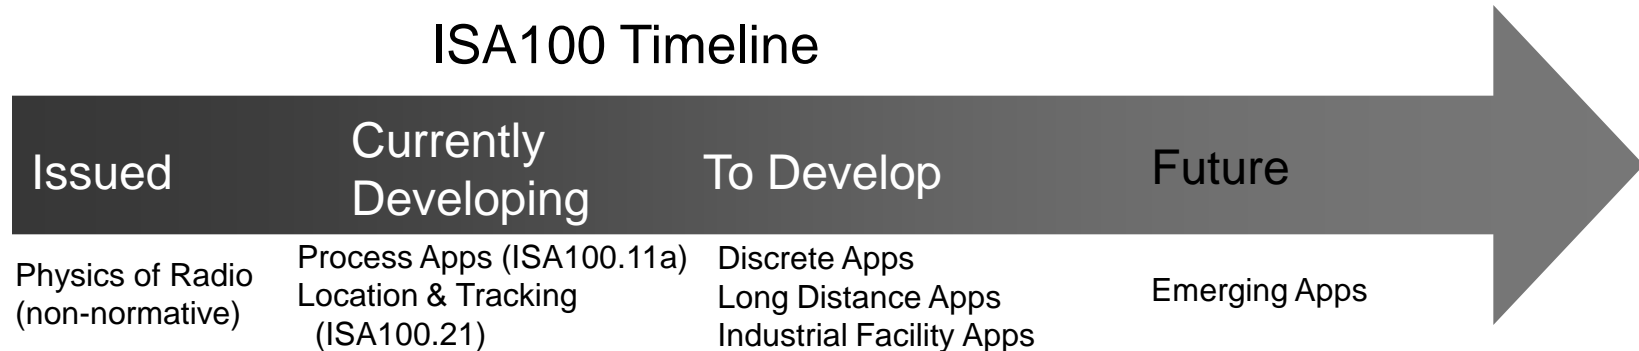 ISA100 Timeline
Issued
Currently
Developing
To Develop
Future
Physics of Radio
(non-normative)
Process Apps (ISA100.11a)
Location & Tracking
(ISA100.21)
Discrete Apps
Long Distance Apps
Industrial Facility Apps
Emerging Apps